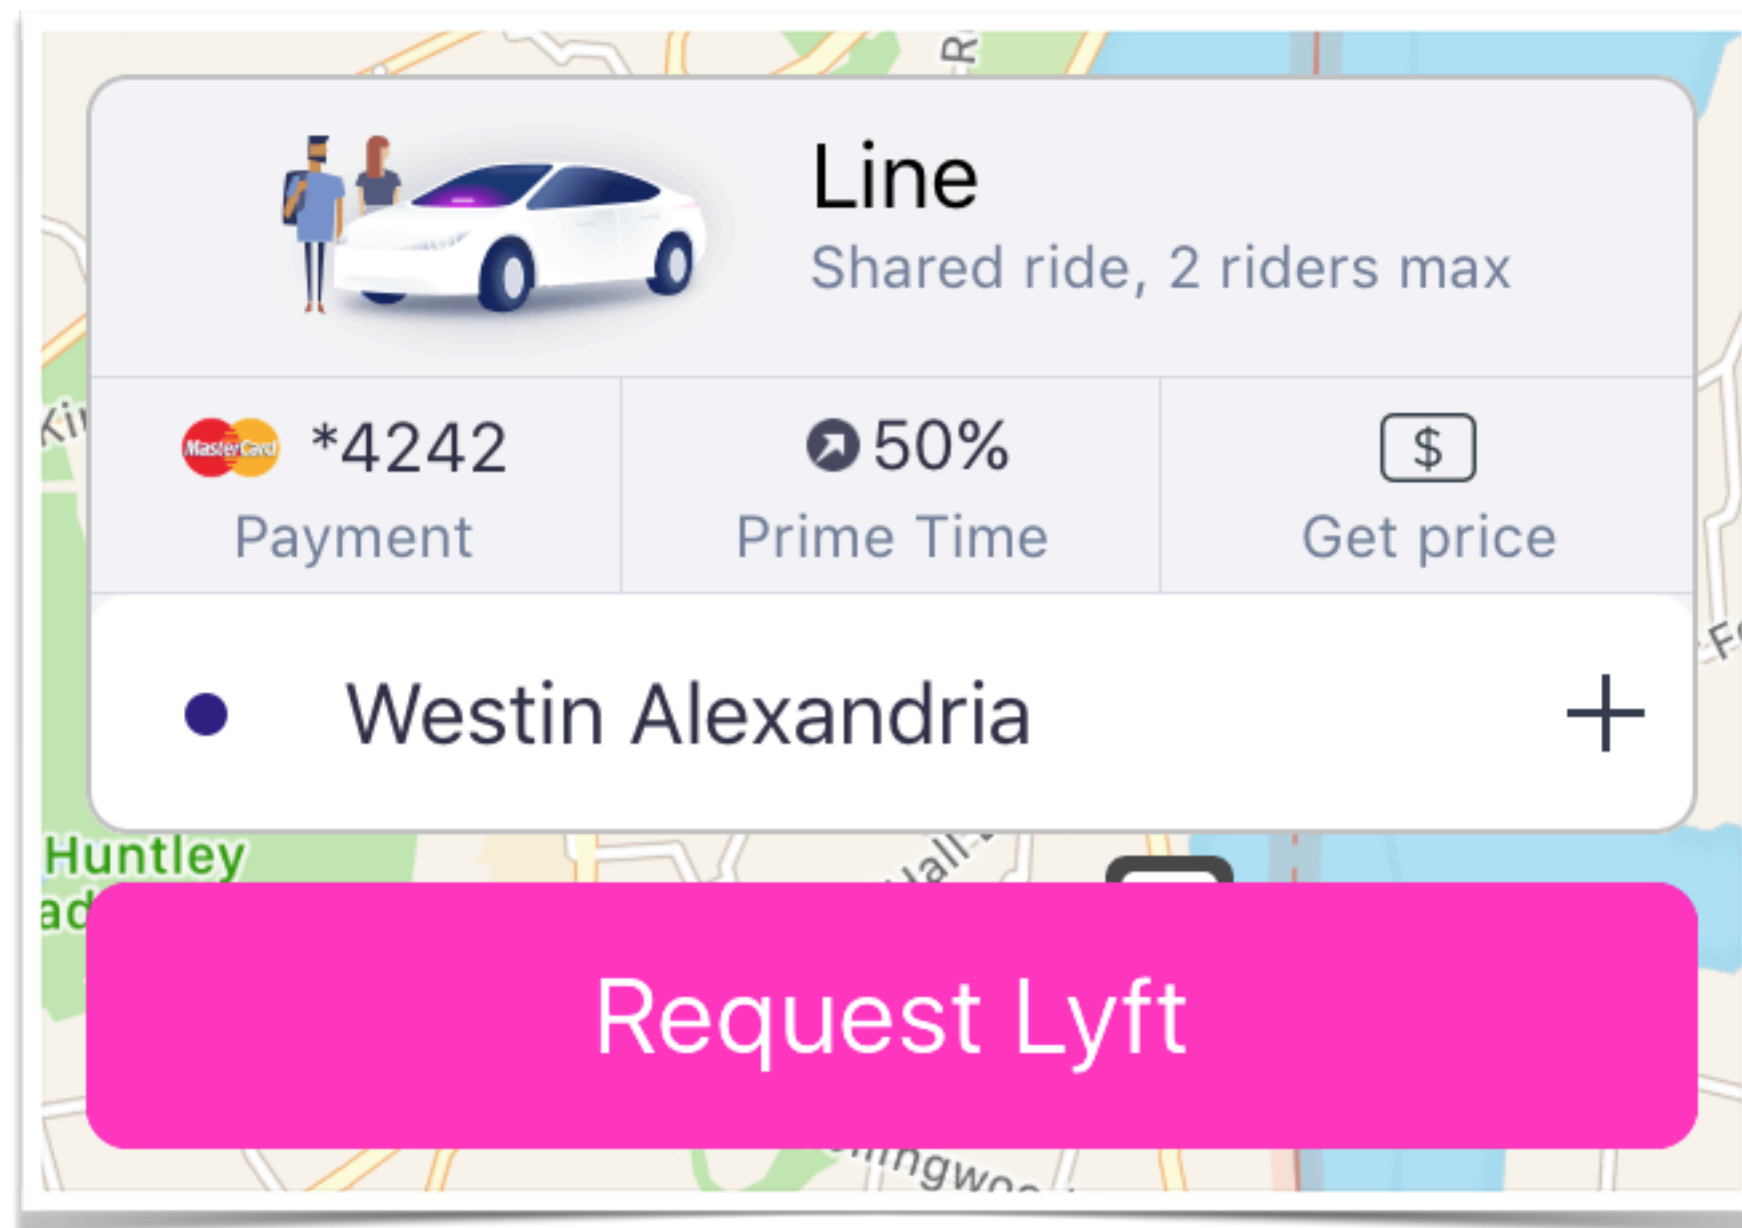 Line
Shared ride, 2 riders max
MasterCard *4242
Payment
50%
Prime Time
$
Get price
Westin Alexandria
Huntley
Request Lyft